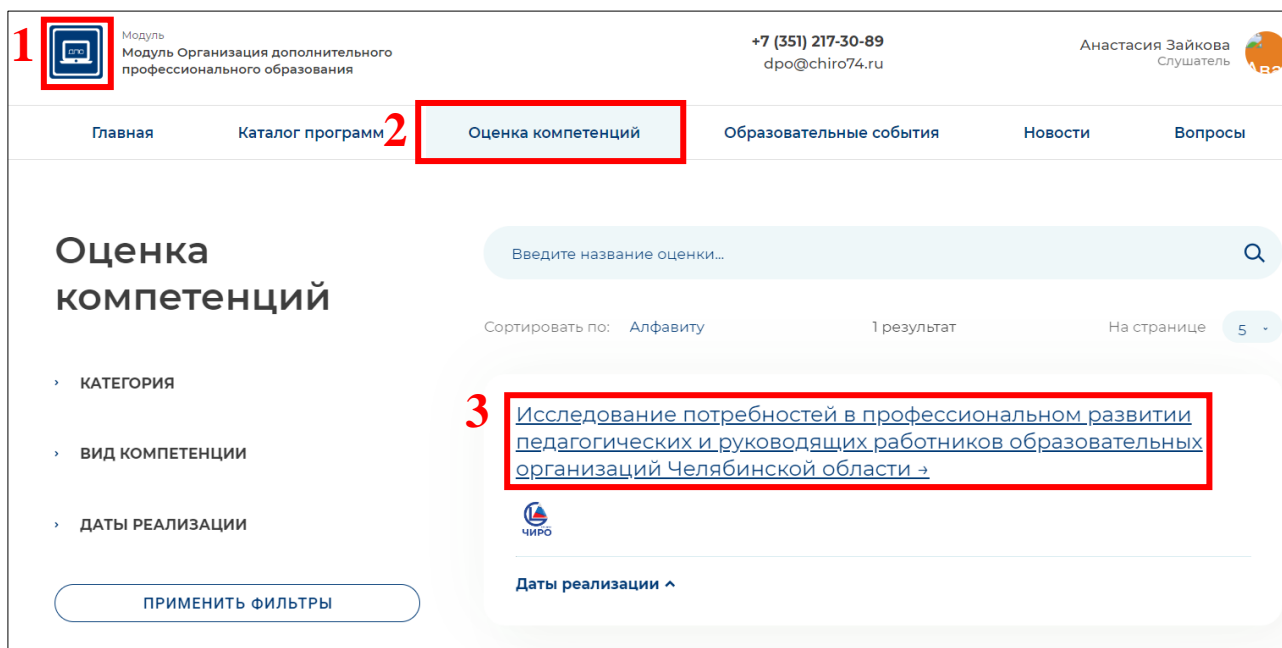 1
ДПО
Модуль
Модуль Организация дополнительного
профессионального образования
+7 (351) 217-30-89
dpo@chiro74.ru
Анастасия Зайкова
Слушатель
Ава
Главная
Каталог программ
2
Оценка компетенций
Образовательные события
Новости
Вопросы
Оценка
компетенций
Введите название оценки...
Сортировать по: Алфавиту
1 результат
На странице 5
› КАТЕГОРИЯ
› ВИД КОМПЕТЕНЦИИ
› ДАТЫ РЕАЛИЗАЦИИ
ПРИМЕНИТЬ ФИЛЬТРЫ
3
Исследование потребностей в профессиональном развитии
педагогических и руководящих работников образовательных
организаций Челябинской области →
ЧИРО
Даты реализации